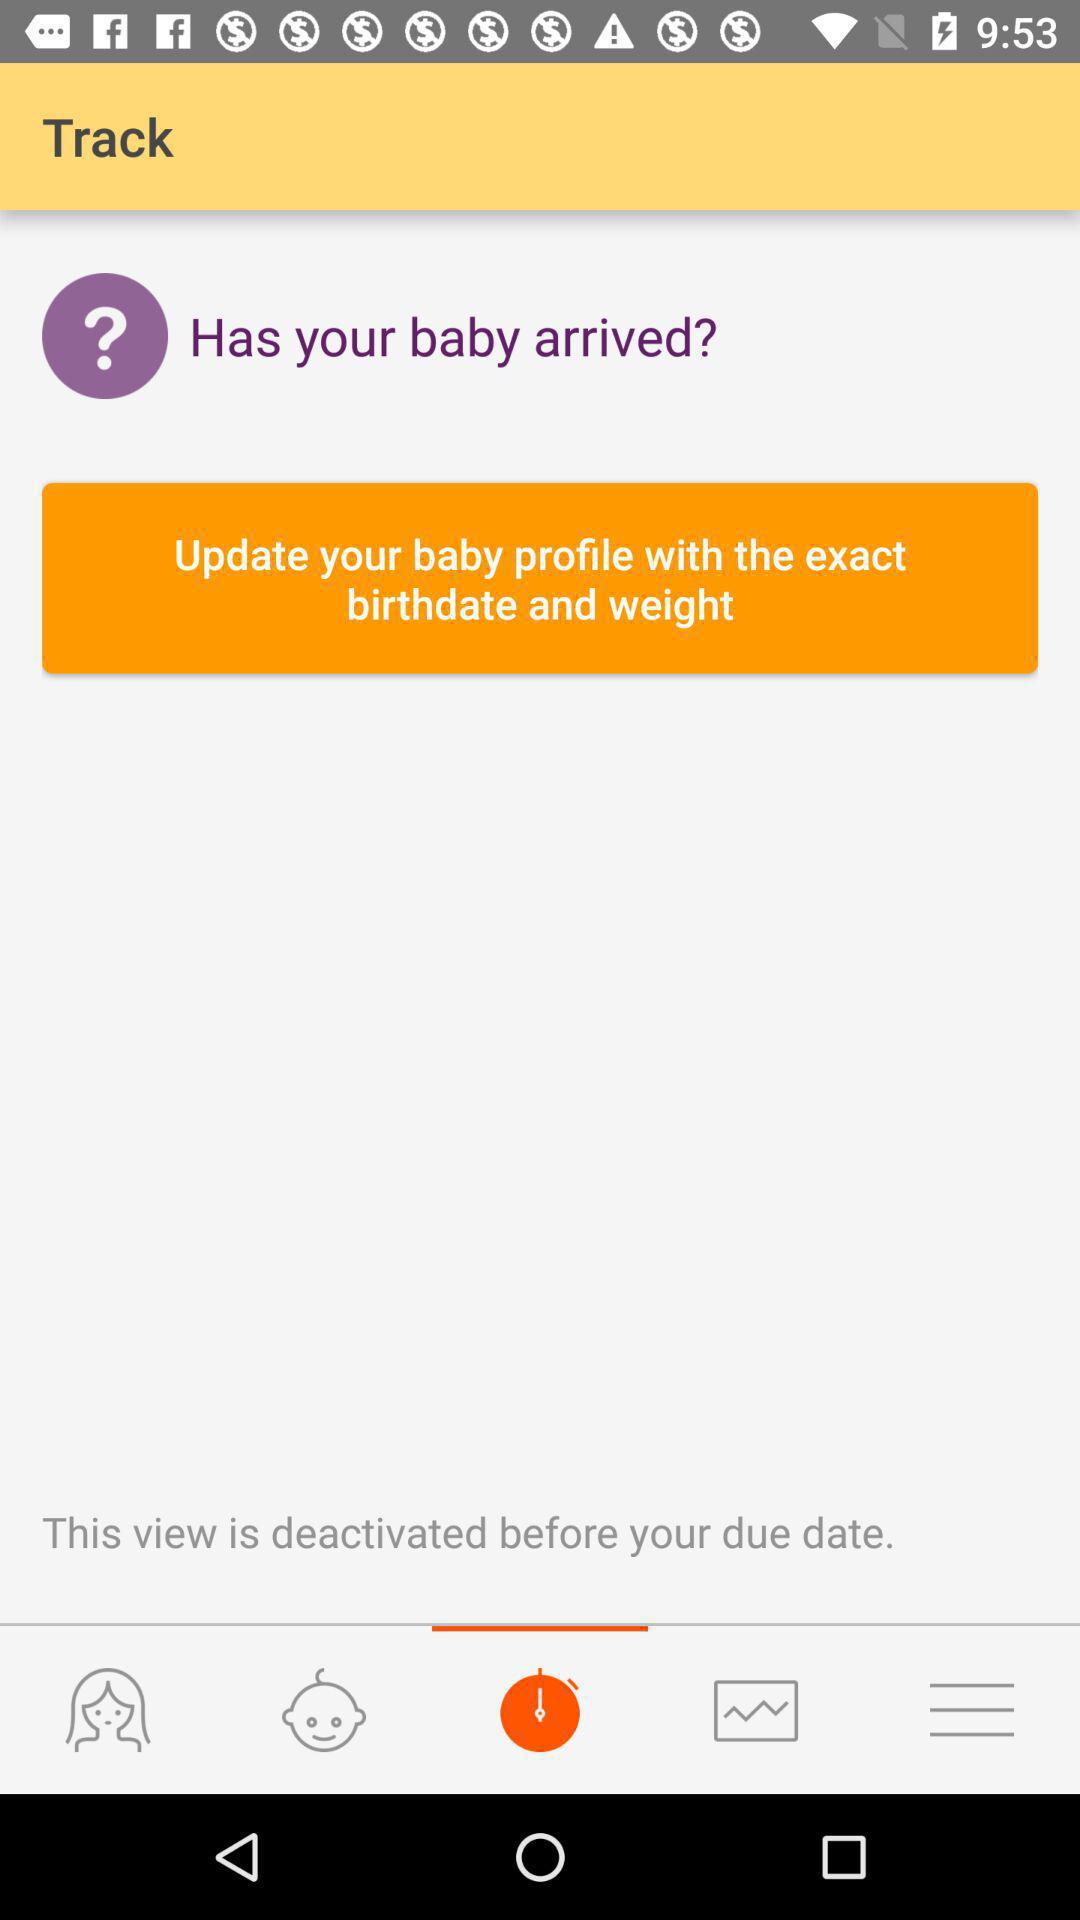 9:53
Track
Has your baby arrived?
Update your baby profile with the exact
birthdate and weight
This view is deactivated before your due date.